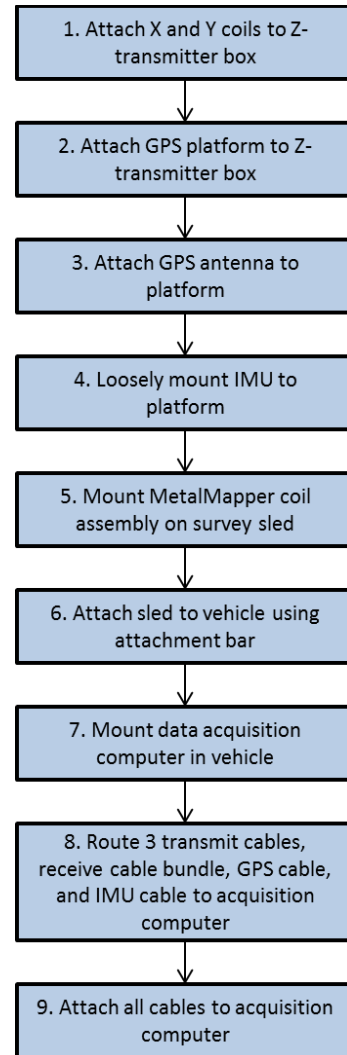 1. Attach X and Y coils to Z-
transmitter box
2. Attach GPS platform to Z-
transmitter box
3. Attach GPS antenna to
platform
4. Loosely mount IMU to
platform
5. Mount MetalMapper coil
assembly on survey sled
6. Attach sled to vehicle using
attachment bar
7. Mount data acquisition
computer in vehicle
8. Route 3 transmit cables,
receive cable bundle, GPS cable,
and IMU cable to acquisition
computer
9. Attach all cables to acquisition
computer